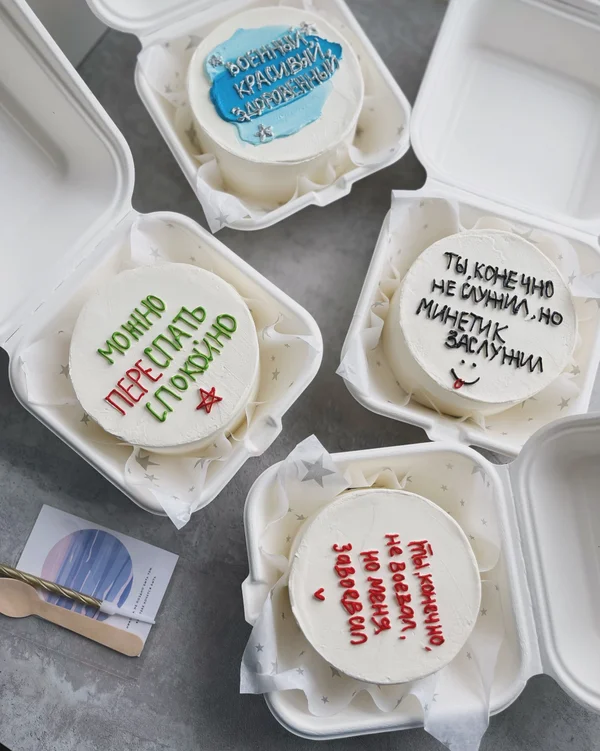 ВОЕННЫЙ
КРАСИВЫЙ
ЗДОРОВЕННЫЙ
МОЖНО
ПЕРЕСПАТЬ
СПОКОЙНО
ТЫ, КОНЕЧНО
НЕ СЛУЖИЛ, НО
МИНЕТИК
ЗАСЛУЖИЛ
ТЫ, КОНЕЧНО,
НЕ ВОЕВАЛ,
НО МЕНЯ
ЗАВОЕВАЛ